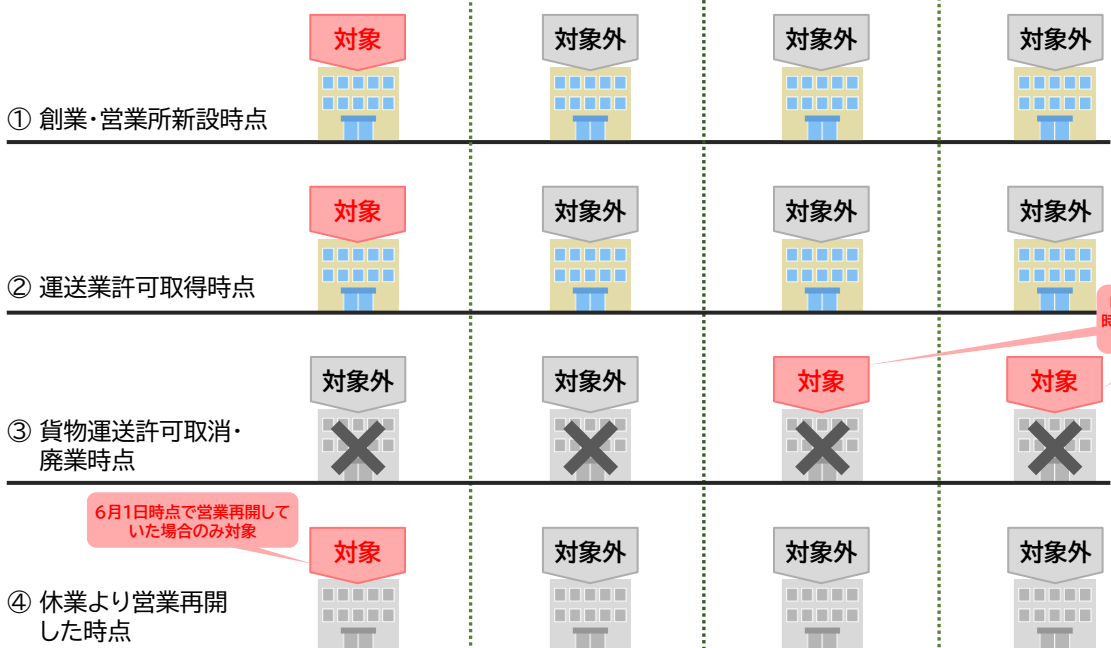 対象
対象外
対象外
対象外
① 創業・営業所新設時点
対象
対象外
対象外
対象外
② 運送業許可取得時点
時
対象外
対象外
対象
対象
③ 貨物運送許可取消・
廃業時点
6月1日時点で営業再開して
いた場合のみ対象
対象
対象外
対象外
対象外
④ 休業より営業再開
した時点